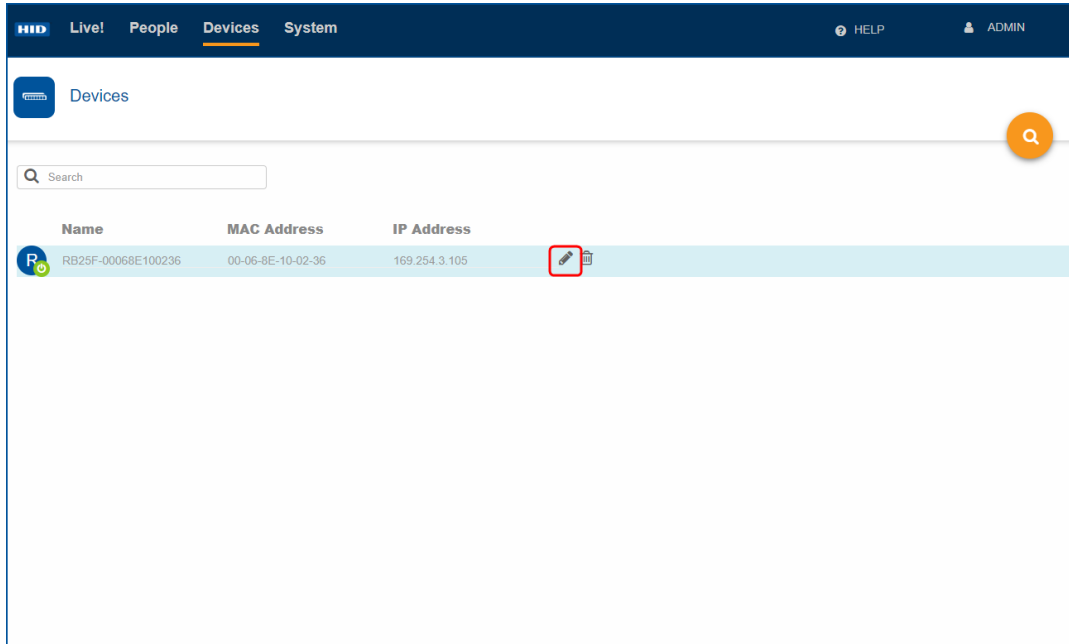 HID Live! People Devices System HELP ADMIN
Devices
Search
Name MAC Address IP Address
R RB25F-00068E100236 00-06-8E-10-02-36 169.254.3.105